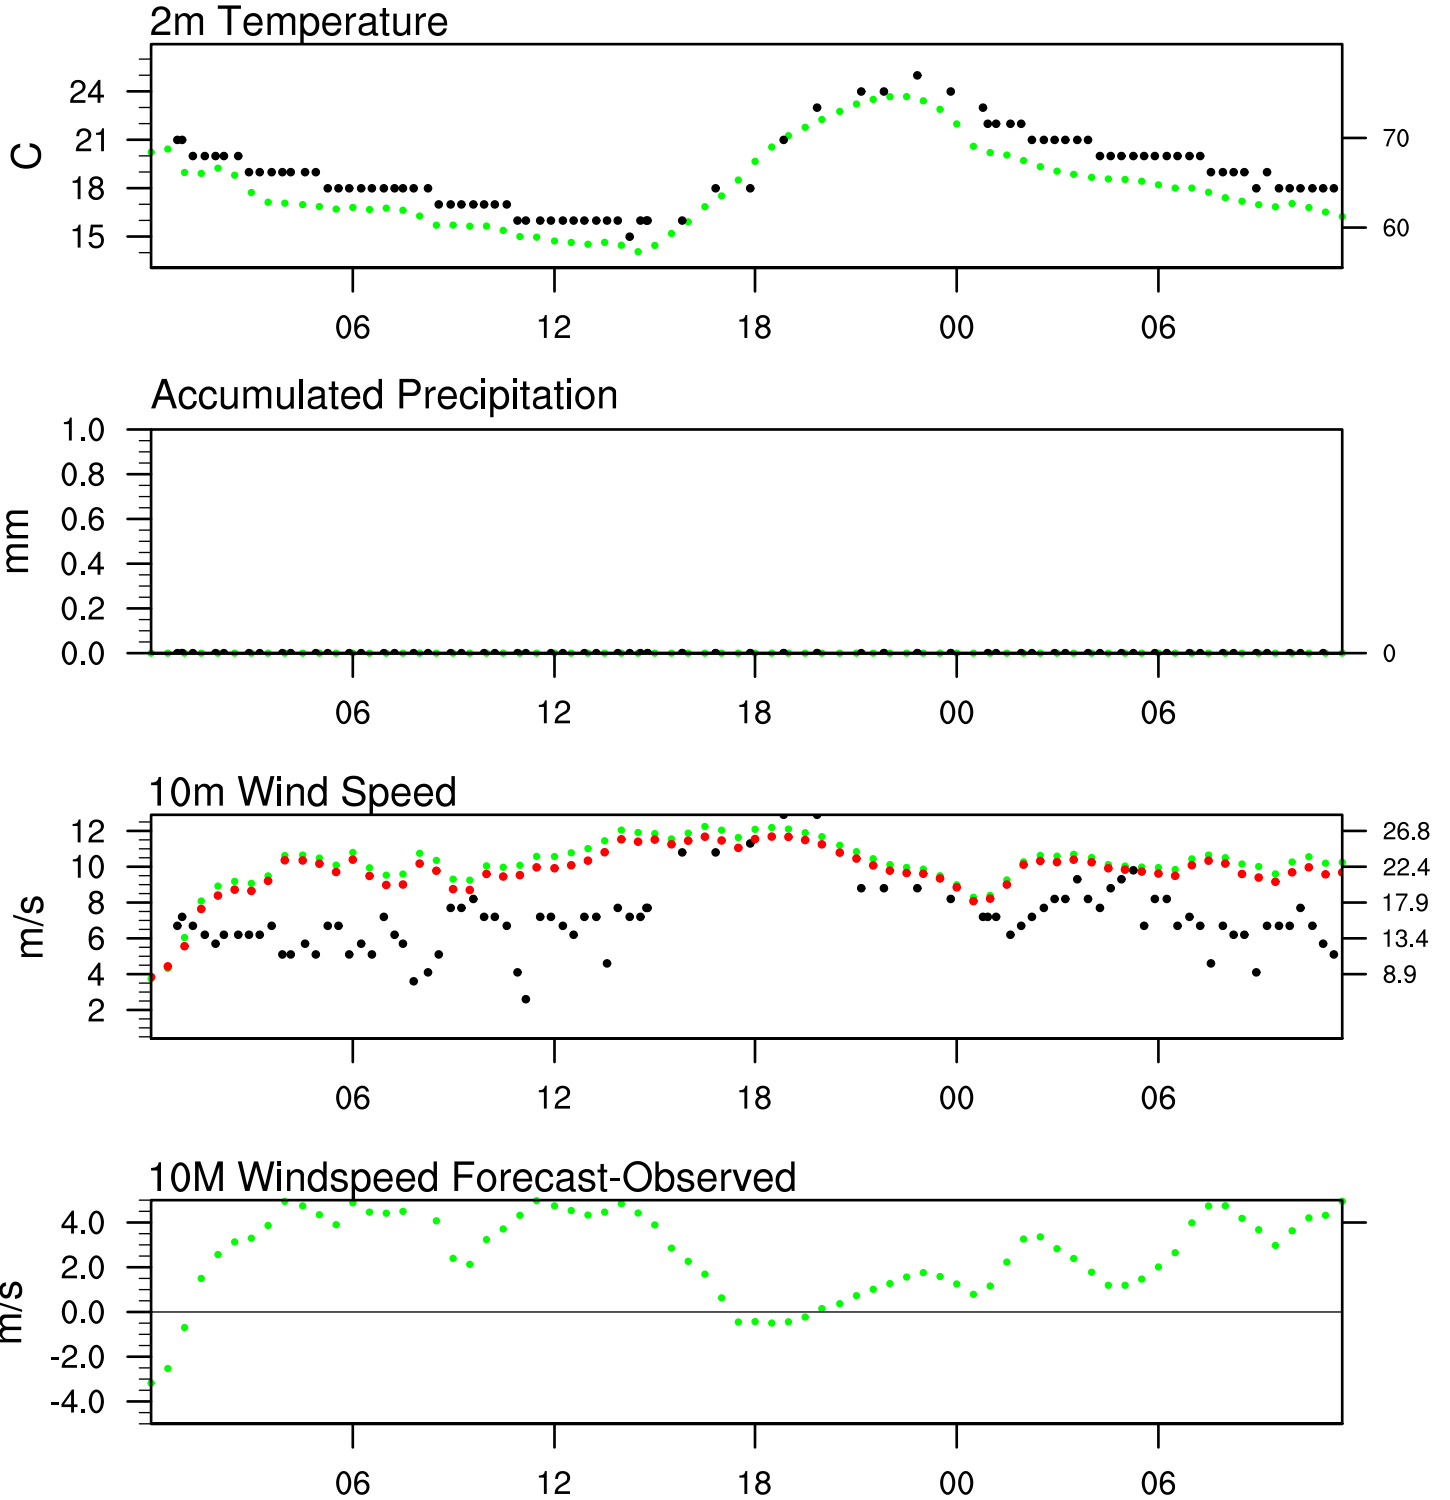 2m Temperature
24
21
18
15
C
70
60
06 12 18 00 06
Accumulated Precipitation
1.0
0.8
0.6
0.4
0.2
0.0
mm
0
06 12 18 00 06
10m Wind Speed
12
10
8
6
4
2
m/s
26.8
22.4
17.9
13.4
8.9
06 12 18 00 06
10M Windspeed Forecast-Observed
4.0
2.0
0.0
-2.0
-4.0
m/s
06 12 18 00 06